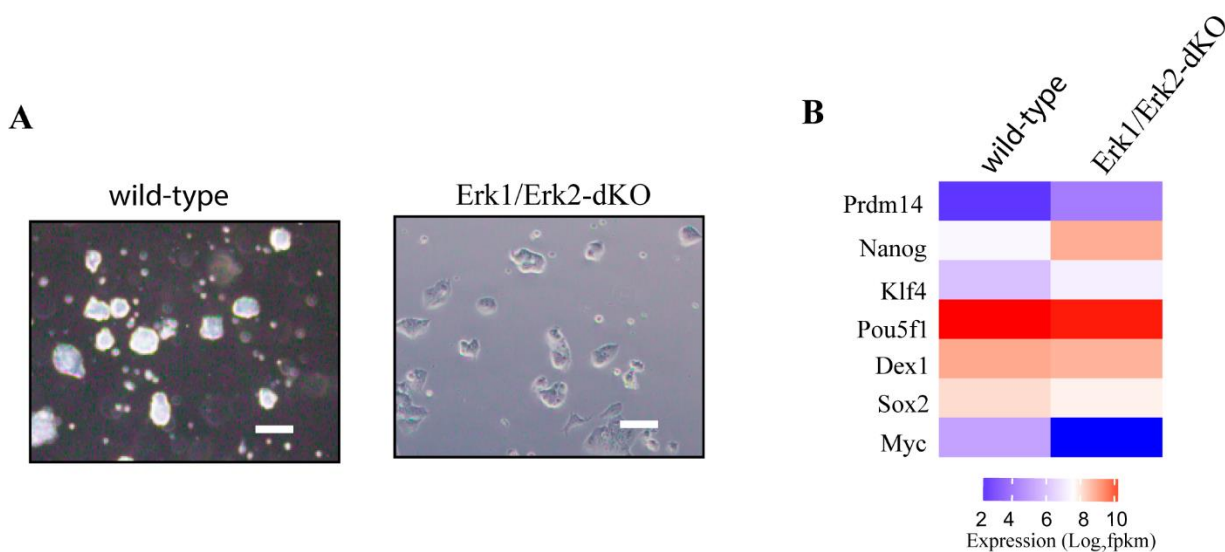 A
wild-type
Erk1/Erk2-dKO
B
wild-type
Erk1/Erk2-dKO
Prdm14
Nanog
Klf4
Pou5f1
Dex1
Sox2
Myc
2 4 6 8 10
Expression (Log,fpkm)